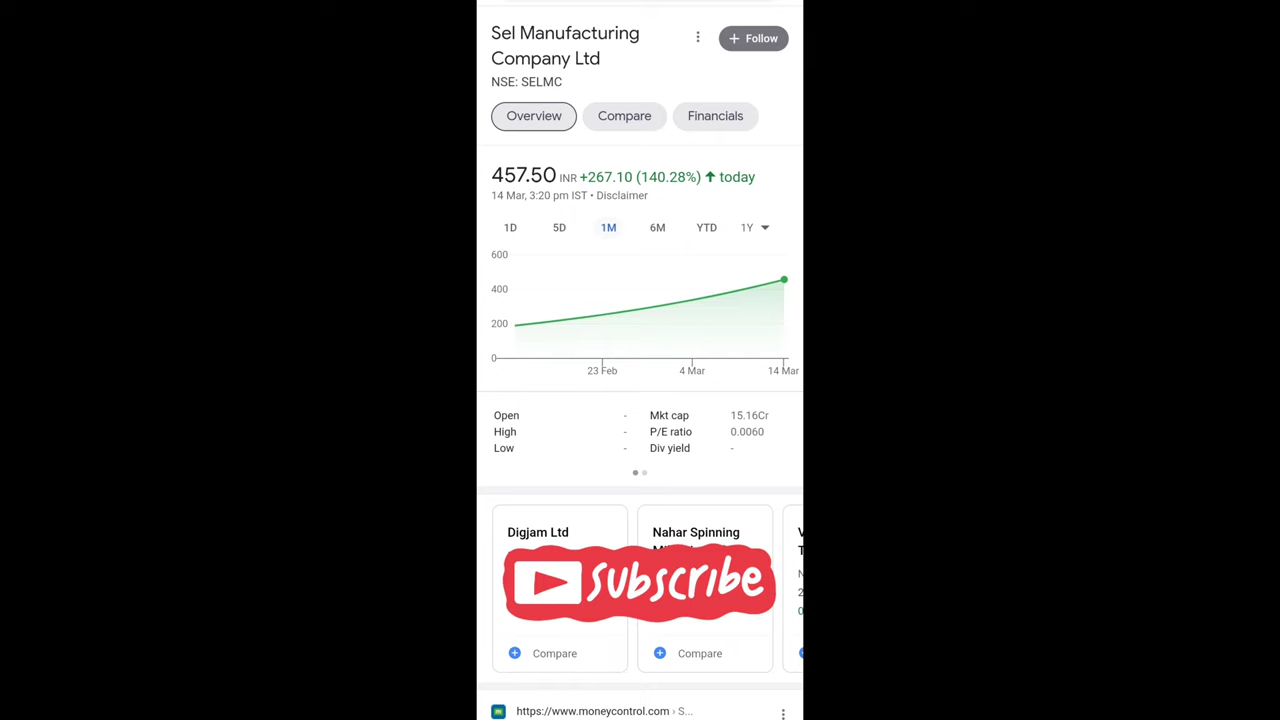 Sel Manufacturing
Company Ltd
Follow
NSE: SELMC
Overview
Compare
Financials
457.50 INR +267.10 (140.28%) ↑ today
14 Mar, 3:20 pm IST • Disclaimer
1D 5D 1M 6M YTD 1Y
600
400
200
0
23 Feb 4 Mar 14 Mar
Open - Mkt cap 15.16Cr
High - P/E ratio 0.0060
Low - Div yield -
Digjam Ltd
Nahar Spinning
subscribe
Compare
Compare
https://www.moneycontrol.com › S...